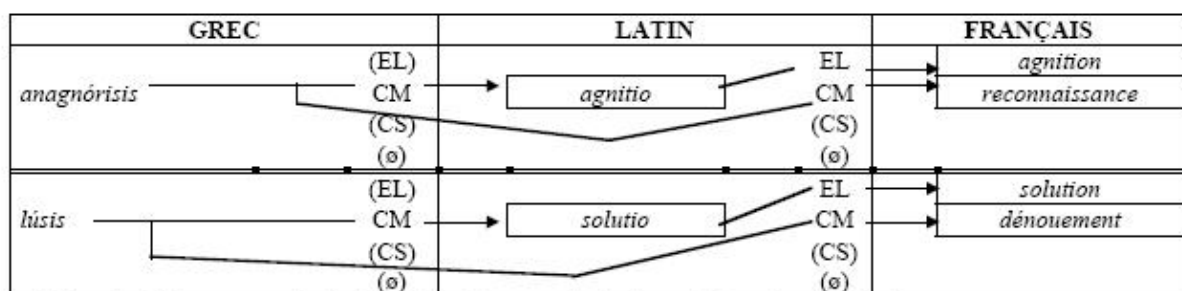 GREC LATIN FRANÇAIS
(EL) EL agnition
anagnórisis CM agnitio CM reconnaissance
(CS) (CS)
(ø) (ø)
(EL) EL solution
lúsis CM solutio CM dénouement
(CS) (CS)
(ø) (ø)